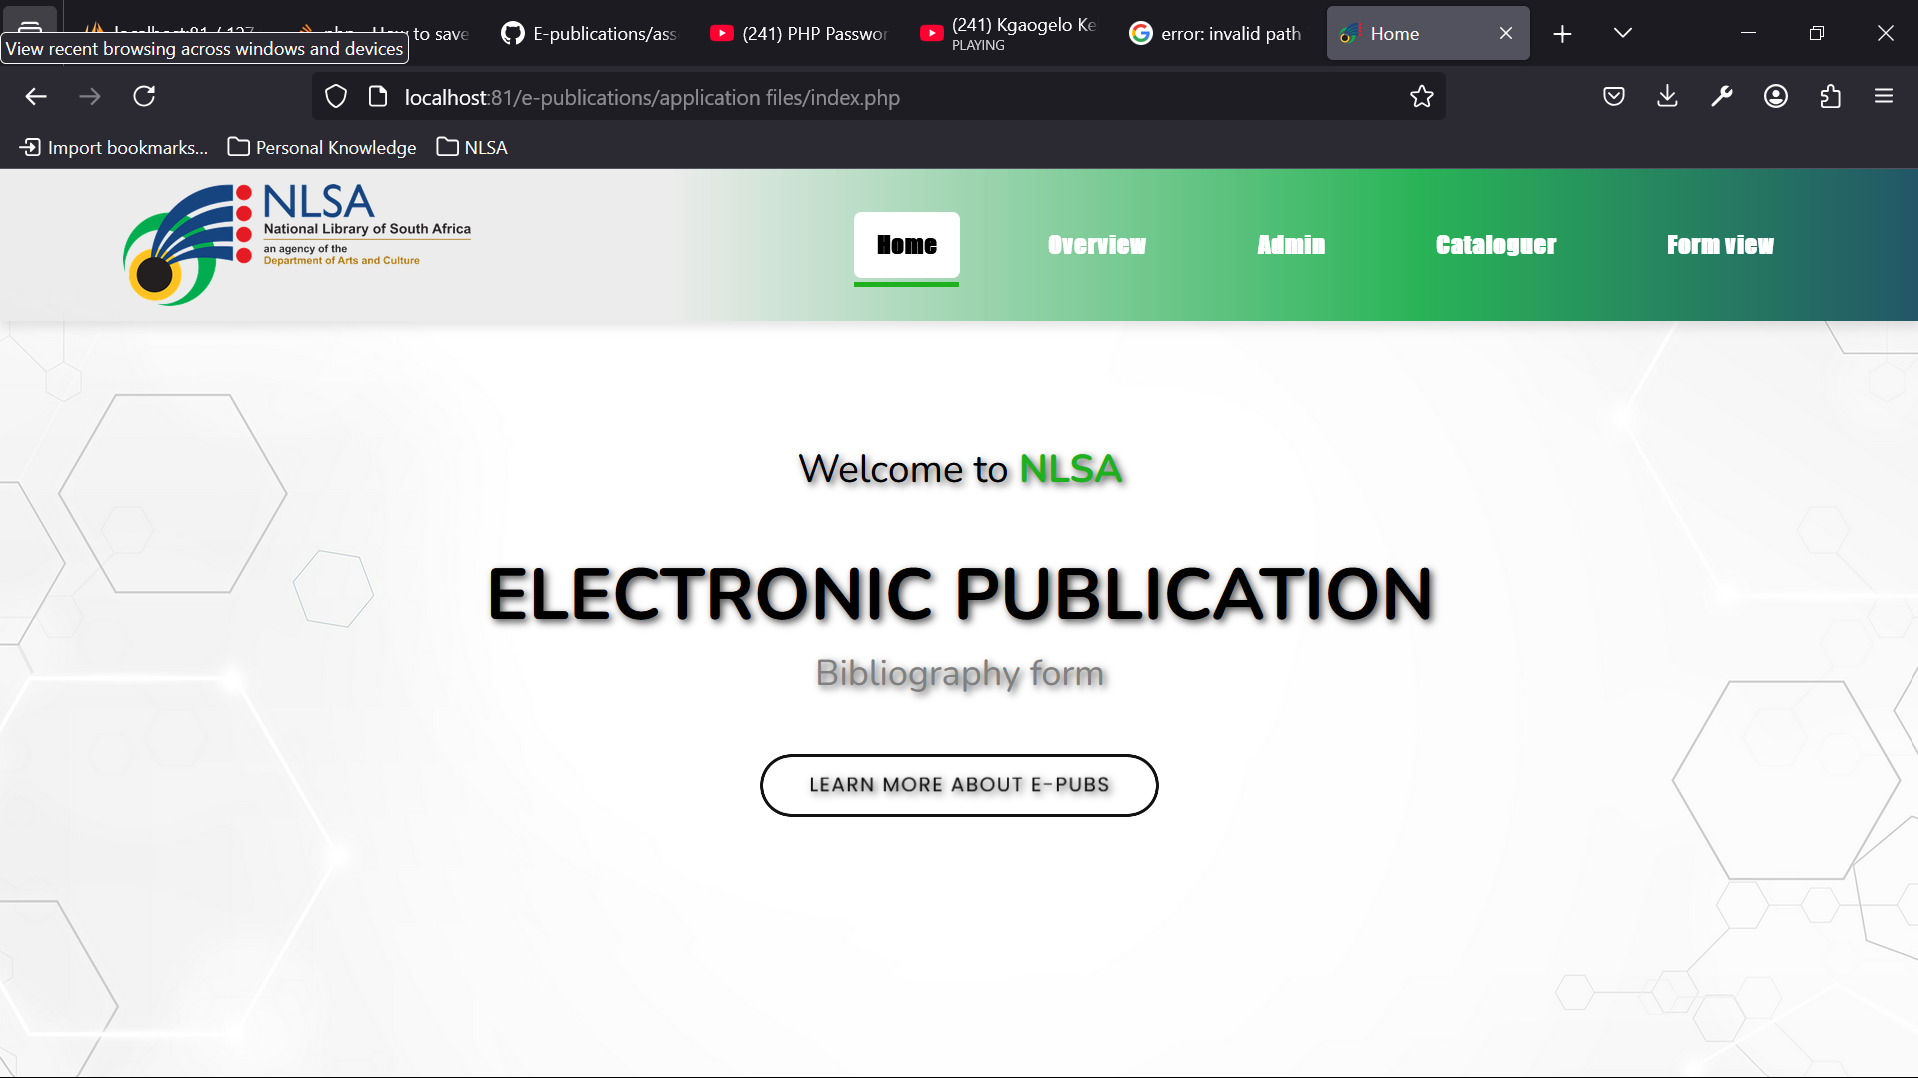 localhost:81 / 127
php - How to save
E-publications/ass
(241) PHP Passwor
(241) Kgaogelo Ke
PLAYING
error: invalid path
Home
View recent browsing across windows and devices
localhost:81/e-publications/application files/index.php
Import bookmarks...
Personal Knowledge
NLSA
NLSA
National Library of South Africa
an agency of the
Department of Arts and Culture
Home
Overview
Admin
Cataloguer
Form view
Welcome to NLSA
ELECTRONIC PUBLICATION
Bibliography form
LEARN MORE ABOUT E-PUBS